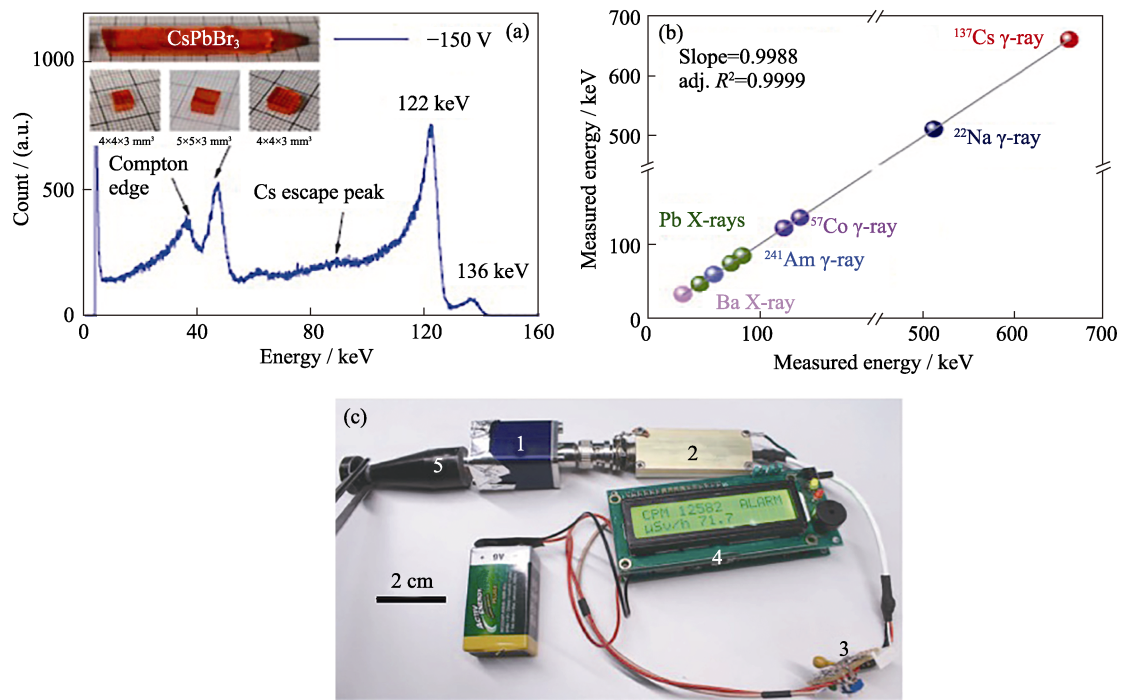 (a)
CsPbBr3
−150 V
4×4×3 mm³
5×5×3 mm³
4×4×3 mm³
122 keV
Compton
edge
Cs escape peak
136 keV
1000
500
0
Count / (a.u.)
0
40
80
120
160
Energy / keV
(b)
Slope=0.9988
adj. R²=0.9999
¹³⁷Cs γ-ray
²²Na γ-ray
⁵⁷Co γ-ray
Pb X-rays
²⁴¹Am γ-ray
Ba X-ray
700
600
500
100
0
Measured energy / keV
0
100
500
600
700
Measured energy / keV
(c)
1
2
5
CPM 12582 ALARM
μSv/h 71.7
4
2 cm
3